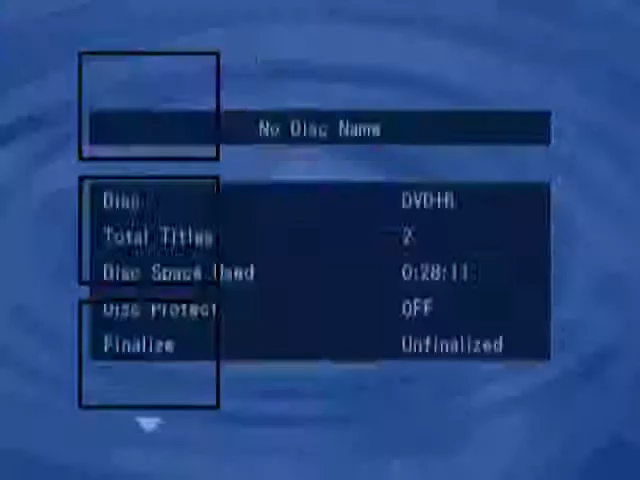 No Disc Name
Disc DVD+R
Total Titles 2
Disc Space Used 0:28:11
Disc Protect OFF
Finalize Unfinalized